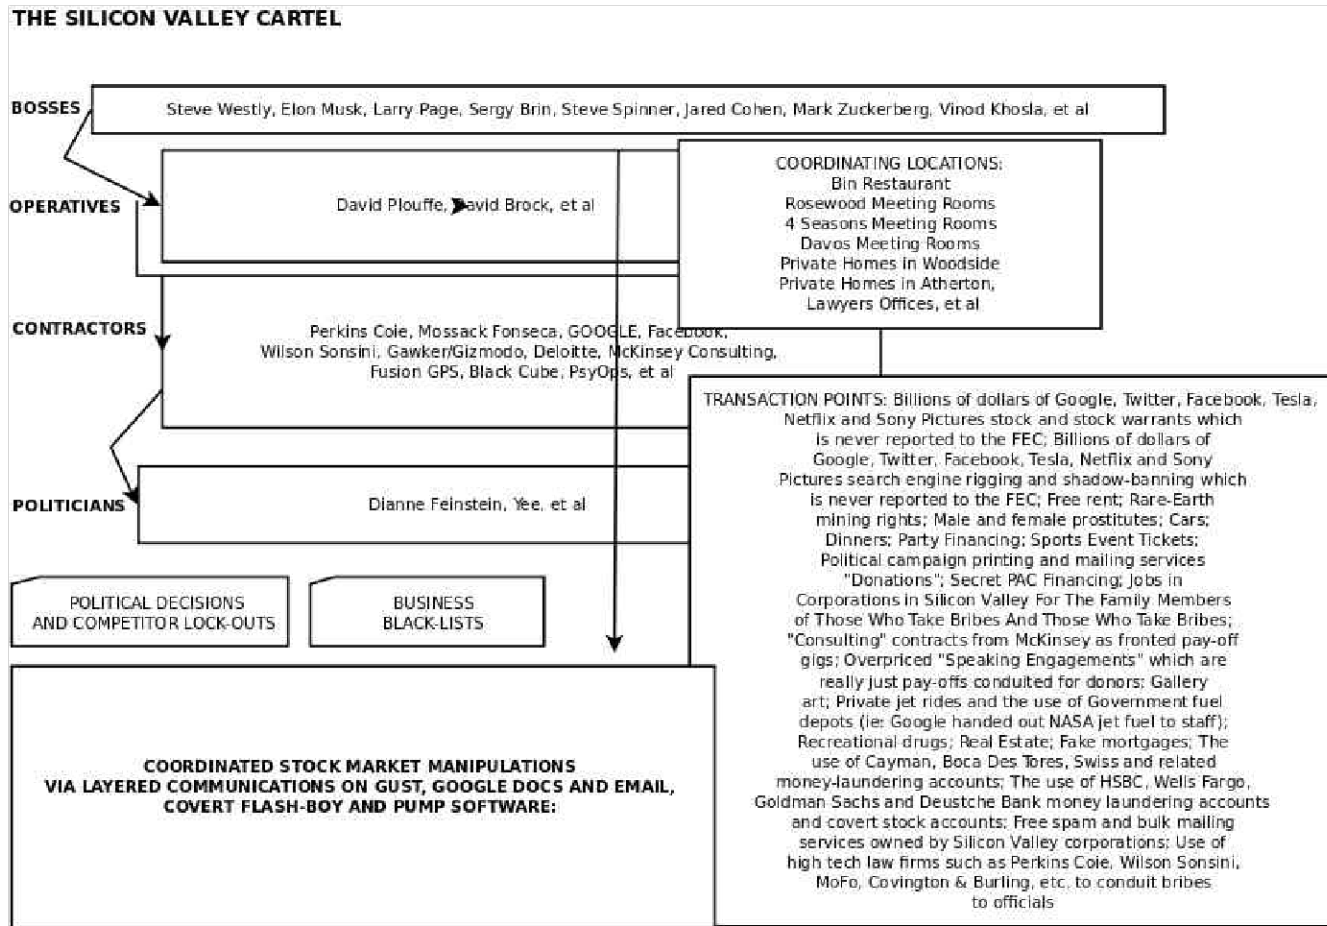 THE SILICON VALLEY CARTEL
BOSSES
Steve Westly, Elon Musk, Larry Page, Sergy Brin, Steve Spinner, Jared Cohen, Mark Zuckerberg, Vinod Khosla, et al
OPERATIVES
David Plouffe, David Brock, et al
COORDINATING LOCATIONS:
Bin Restaurant
Rosewood Meeting Rooms
4 Seasons Meeting Rooms
Davos Meeting Rooms
Private Homes in Woodside
Private Homes in Atherton,
Lawyers Offices, et al
CONTRACTORS
Perkins Coie, Mossack Fonseca, GOOGLE, Facebook,
Wilson Sonsini, Gawker/Gizmodo, Deloitte, McKinsey Consulting,
Fusion GPS, Black Cube, PsyOps, et al
POLITICIANS
Dianne Feinstein, Yee, et al
POLITICAL DECISIONS
AND COMPETITOR LOCK-OUTS
BUSINESS
BLACK-LISTS
COORDINATED STOCK MARKET MANIPULATIONS
VIA LAYERED COMMUNICATIONS ON GUST, GOOGLE DOCS AND EMAIL,
COVERT FLASH-BOY AND PUMP SOFTWARE:
TRANSACTION POINTS: Billions of dollars of Google, Twitter, Facebook, Tesla,
Netflix and Sony Pictures stock and stock warrants which
is never reported to the FEC; Billions of dollars of
Google, Twitter, Facebook, Tesla, Netflix and Sony
Pictures search engine rigging and shadow-banning which
is never reported to the FEC; Free rent; Rare-Earth
mining rights; Male and female prostitutes; Cars;
Dinners; Party Financing; Sports Event Tickets;
Political campaign printing and mailing services
"Donations"; Secret PAC Financing; Jobs in
Corporations in Silicon Valley For The Family Members
of Those Who Take Bribes And Those Who Take Bribes;
"Consulting" contracts from McKinsey as fronted pay-off
gigs; Overpriced "Speaking Engagements" which are
really just pay-offs conduited for donors; Gallery
art; Private jet rides and the use of Government fuel
depots (ie: Google handed out NASA jet fuel to staff);
Recreational drugs; Real Estate; Fake mortgages; The
use of Cayman, Boca Des Tores, Swiss and related
money-laundering accounts; The use of HSBC, Wells Fargo,
Goldman Sachs and Deustche Bank money laundering accounts
and covert stock accounts; Free spam and bulk mailing
services owned by Silicon Valley corporations; Use of
high tech law firms such as Perkins Coie, Wilson Sonsini,
MoFo, Covington & Burling, etc. to conduit bribes
to officials